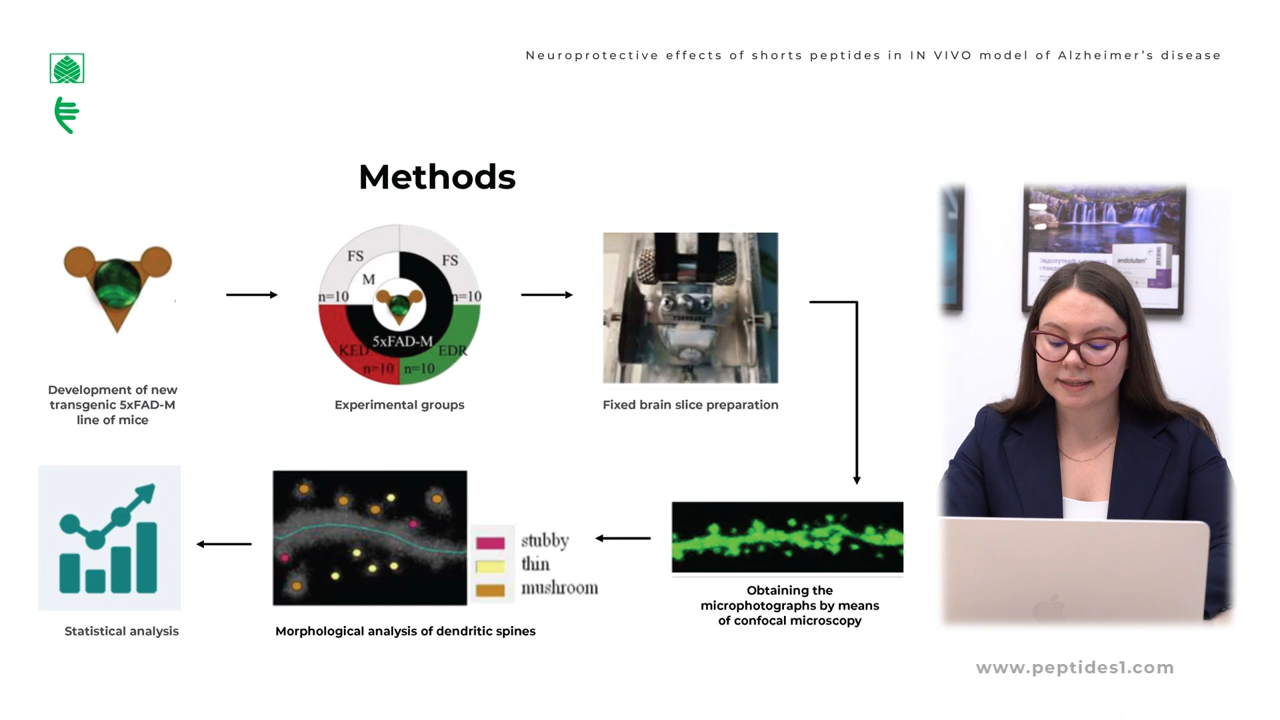 Neuroprotective effects of shorts peptides in IN VIVO model of Alzheimer's disease
Methods
FS
FS
M
n=10
n=10
5xFAD-M
KED
EDR
n=10
n=10
Development of new
transgenic 5xFAD-M
line of mice
Experimental groups
Fixed brain slice preparation
endoluten
stubby
thin
mushroom
Obtaining the
microphotographs by means
of confocal microscopy
Statistical analysis
Morphological analysis of dendritic spines
www.peptides1.com